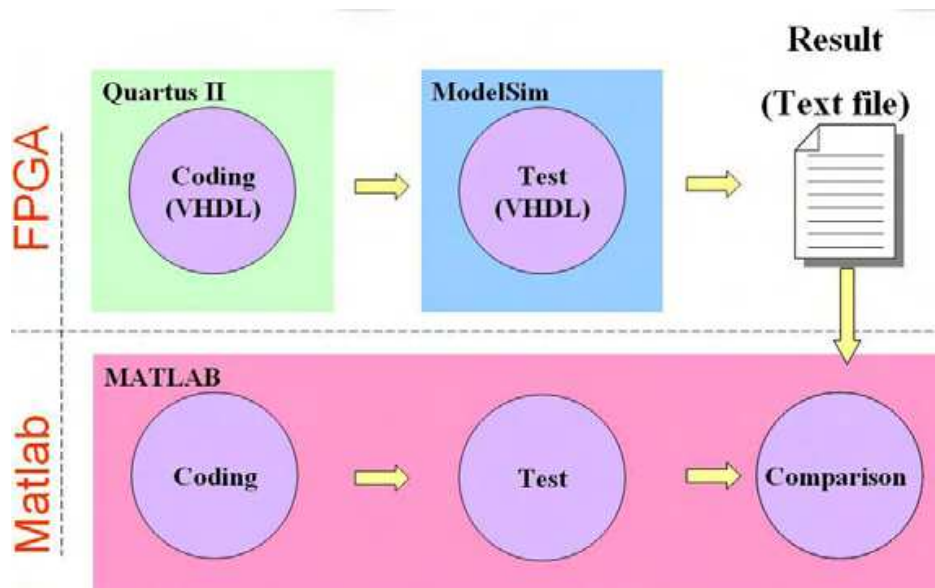 Result
(Text file)
FPGA
Quartus II
Coding
(VHDL)
ModelSim
Test
(VHDL)
Matlab
MATLAB
Coding
Test
Comparison